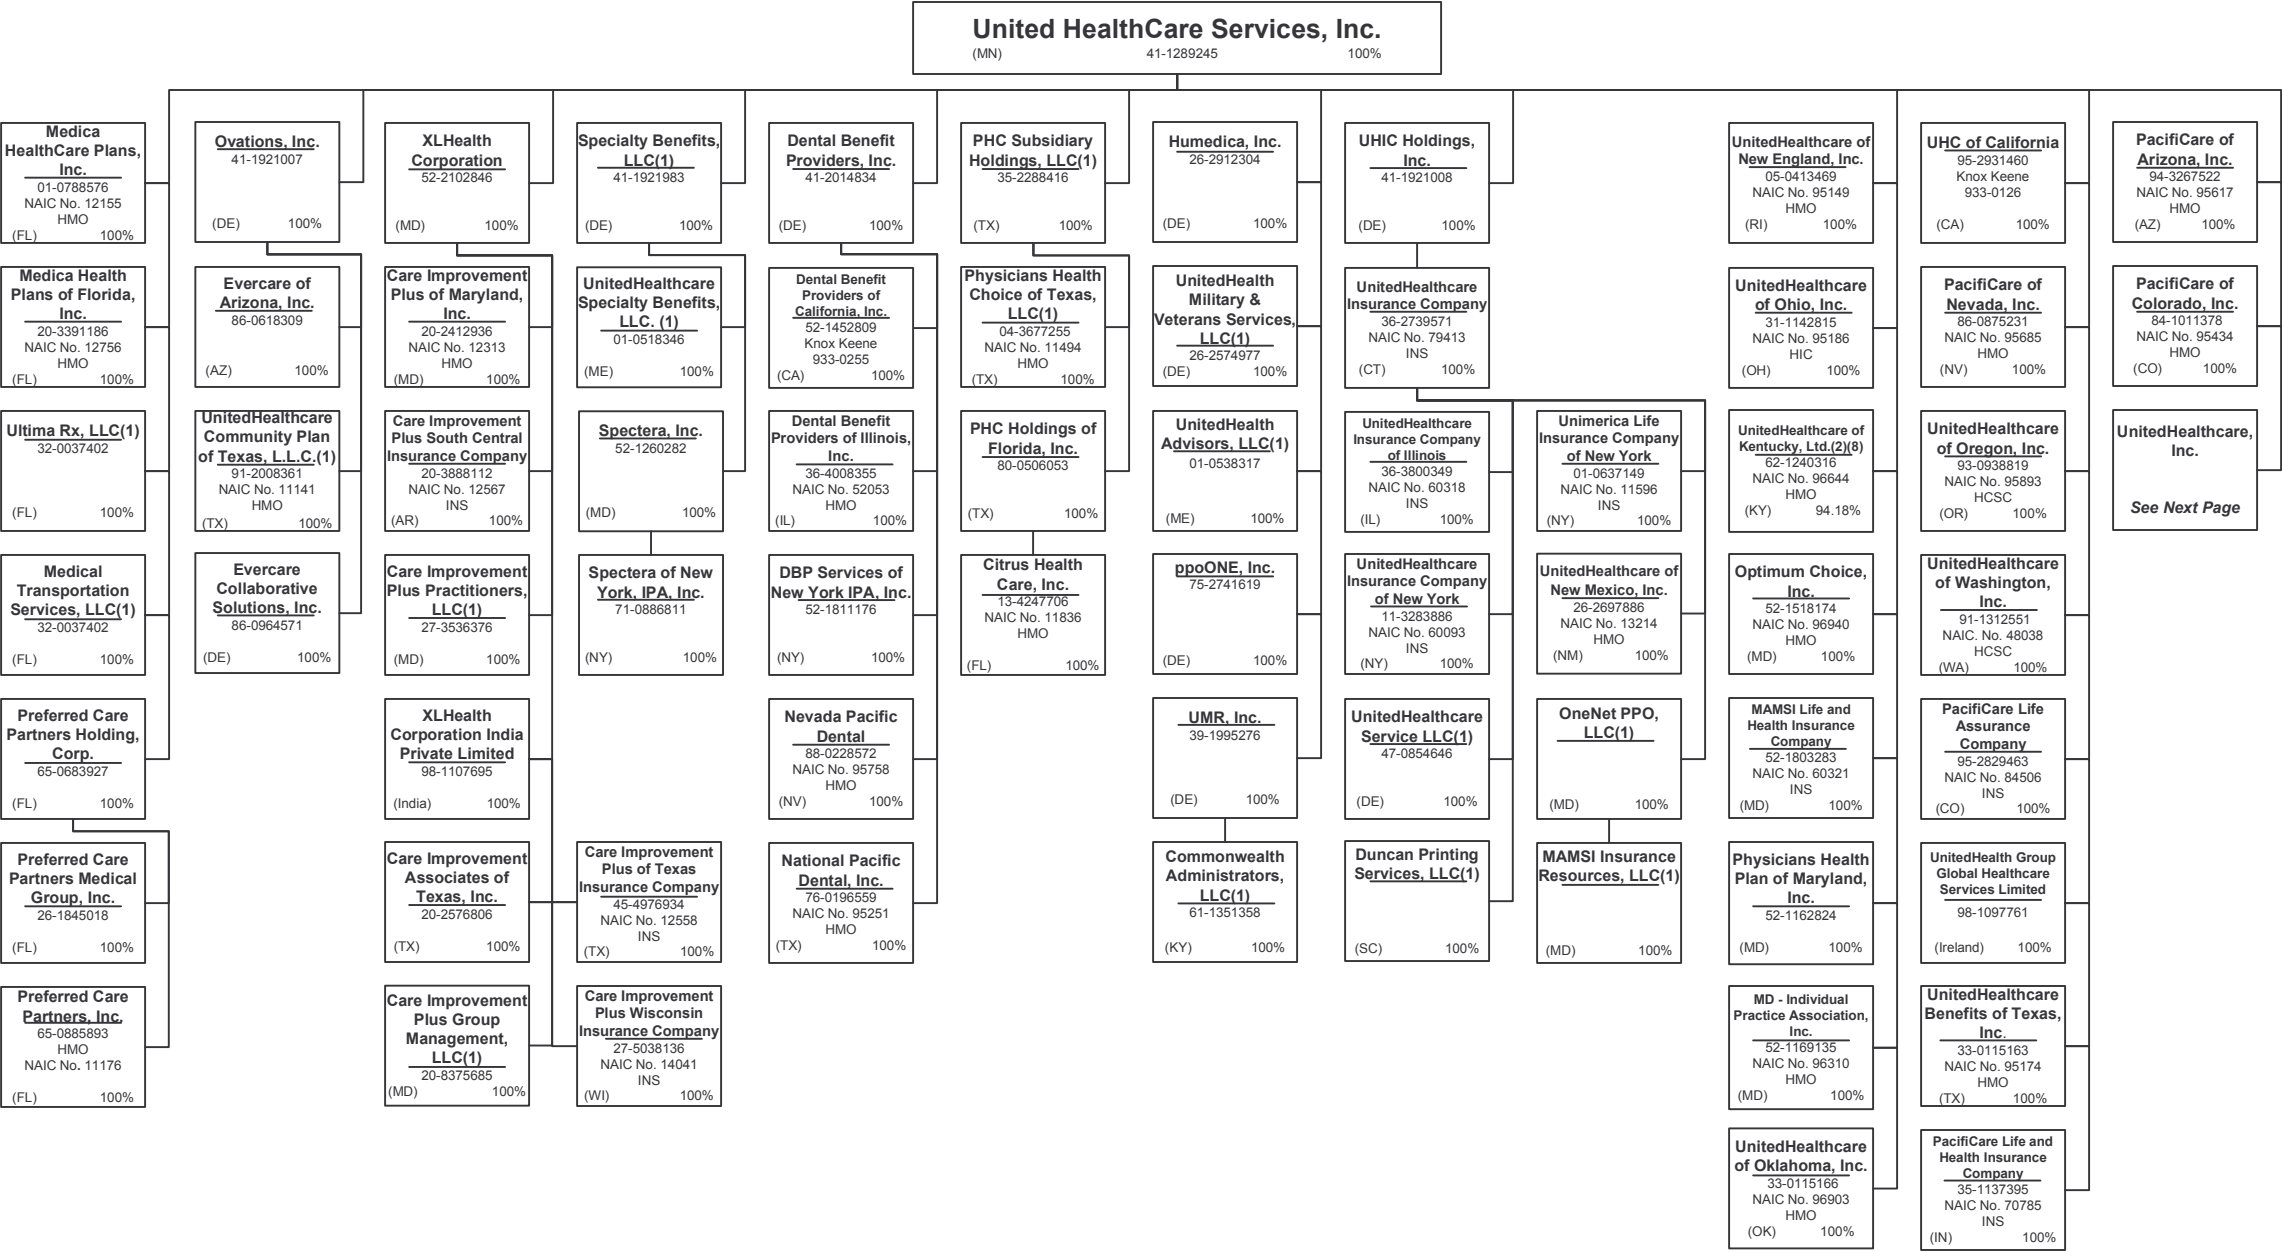 United HealthCare Services, Inc.
(MN) 41-1289245 100%
Medica
HealthCare Plans,
Inc.
01-0788576
NAIC No. 12155
HMO
(FL) 100%
Medica Health
Plans of Florida,
Inc.
20-3391186
NAIC No. 12756
HMO
(FL) 100%
Ultima Rx, LLC(1)
32-0037402
(FL) 100%
Medical
Transportation
Services, LLC(1)
32-0037402
(FL) 100%
Preferred Care
Partners Holding,
Corp.
65-0683927
(FL) 100%
Preferred Care
Partners Medical
Group, Inc.
26-1845018
(FL) 100%
Preferred Care
Partners, Inc.
65-0885893
HMO
NAIC No. 11176
(FL) 100%
Ovations, Inc.
41-1921007
(DE) 100%
Evercare of
Arizona, Inc.
86-0618309
(AZ) 100%
UnitedHealthcare
Community Plan
of Texas, L.L.C.(1)
91-2008361
NAIC No. 11141
HMO
(TX) 100%
Evercare
Collaborative
Solutions, Inc.
86-0964571
(DE) 100%
XLHealth
Corporation
52-2102846
(MD) 100%
Care Improvement
Plus of Maryland,
Inc.
20-2412936
NAIC No. 12313
HMO
(MD) 100%
Care Improvement
Plus South Central
Insurance Company
20-3888112
NAIC No. 12567
INS
(AR) 100%
Care Improvement
Plus Practitioners,
LLC(1)
27-3536376
(MD) 100%
XLHealth
Corporation India
Private Limited
98-1107695
(India) 100%
Care Improvement
Associates of
Texas, Inc.
20-2576806
(TX) 100%
Care Improvement
Plus Group
Management,
LLC(1)
20-8375685
(MD) 100%
Specialty Benefits,
LLC(1)
41-1921983
(DE) 100%
UnitedHealthcare
Specialty Benefits,
LLC. (1)
01-0518346
(ME) 100%
Spectera, Inc.
52-1260282
(MD) 100%
Spectera of New
York, IPA, Inc.
71-0886811
(NY) 100%
Care Improvement
Plus of Texas
Insurance Company
45-4976934
NAIC No. 12558
INS
(TX) 100%
Care Improvement
Plus Wisconsin
Insurance Company
27-5038136
NAIC No. 14041
INS
(WI) 100%
Dental Benefit
Providers, Inc.
41-2014834
(DE) 100%
Dental Benefit
Providers of
California, Inc.
52-1452809
Knox Keene
933-0255
(CA) 100%
Dental Benefit
Providers of Illinois,
Inc.
36-4008355
NAIC No. 52053
HMO
(IL) 100%
DBP Services of
New York IPA, Inc.
52-1811176
(NY) 100%
Nevada Pacific
Dental
88-0228572
NAIC No. 95758
HMO
(NV) 100%
National Pacific
Dental, Inc.
76-0196559
NAIC No. 95251
HMO
(TX) 100%
PHC Subsidiary
Holdings, LLC(1)
35-2288416
(TX) 100%
Physicians Health
Choice of Texas,
LLC(1)
04-3677255
NAIC No. 11494
HMO
(TX) 100%
PHC Holdings of
Florida, Inc.
80-0506053
(TX) 100%
Citrus Health
Care, Inc.
13-4247706
NAIC No. 11836
HMO
(FL) 100%
Humedica, Inc.
26-2912304
(DE) 100%
UnitedHealth
Military &
Veterans Services,
LLC(1)
26-2574977
(DE) 100%
UnitedHealth
Advisors, LLC(1)
01-0538317
(ME) 100%
ppoONE, Inc.
75-2741619
(DE) 100%
UMR, Inc.
39-1995276
(DE) 100%
Commonwealth
Administrators,
LLC(1)
61-1351358
(KY) 100%
UHIC Holdings,
Inc.
41-1921008
(DE) 100%
UnitedHealthcare
Insurance Company
36-2739571
NAIC No. 79413
INS
(CT) 100%
UnitedHealthcare
Insurance Company
of Illinois
36-3800349
NAIC No. 60318
INS
(IL) 100%
UnitedHealthcare
Insurance Company
of New York
11-3283886
NAIC No. 60093
INS
(NY) 100%
UnitedHealthcare
Service LLC(1)
47-0854646
(DE) 100%
Duncan Printing
Services, LLC(1)
(SC) 100%
Unimerica Life
Insurance Company
of New York
01-0637149
NAIC No. 11596
INS
(NY) 100%
UnitedHealthcare of
New Mexico, Inc.
26-2697886
NAIC No. 13214
HMO
(NM) 100%
OneNet PPO,
LLC(1)
(MD) 100%
MAMSI Insurance
Resources, LLC(1)
(MD) 100%
UnitedHealthcare of
New England, Inc.
05-0413469
NAIC No. 95149
HMO
(RI) 100%
UnitedHealthcare
of Ohio, Inc.
31-1142815
NAIC No. 95186
HIC
(OH) 100%
UnitedHealthcare of
Kentucky, Ltd.(2)(8)
62-1240316
NAIC No. 96644
HMO
(KY) 94.18%
Optimum Choice,
Inc.
52-1518174
NAIC No. 96940
HMO
(MD) 100%
MAMSI Life and
Health Insurance
Company
52-1803283
NAIC No. 60321
INS
(MD) 100%
Physicians Health
Plan of Maryland,
Inc.
52-1162824
(MD) 100%
MD - Individual
Practice Association,
Inc.
52-1169135
NAIC No. 96310
HMO
(MD) 100%
UnitedHealthcare
of Oklahoma, Inc.
33-0115166
NAIC No. 96903
HMO
(OK) 100%
UHC of California
95-2931460
Knox Keene
933-0126
(CA) 100%
PacifiCare of
Nevada, Inc.
86-0875231
NAIC No. 95685
HMO
(NV) 100%
UnitedHealthcare
of Oregon, Inc.
93-0938819
NAIC No. 95893
HCSC
(OR) 100%
UnitedHealthcare
of Washington,
Inc.
91-1312551
NAIC. No. 48038
HCSC
(WA) 100%
PacifiCare Life
Assurance
Company
95-2829463
NAIC No. 84506
INS
(CO) 100%
UnitedHealth Group
Global Healthcare
Services Limited
98-1097761
(Ireland) 100%
UnitedHealthcare
Benefits of Texas,
Inc.
33-0115163
NAIC No. 95174
HMO
(TX) 100%
PacifiCare Life and
Health Insurance
Company
35-1137395
NAIC No. 70785
INS
(IN) 100%
PacifiCare of
Arizona, Inc.
94-3267522
NAIC No. 95617
HMO
(AZ) 100%
PacifiCare of
Colorado, Inc.
84-1011378
NAIC No. 95434
HMO
(CO) 100%
UnitedHealthcare,
Inc.
See Next Page